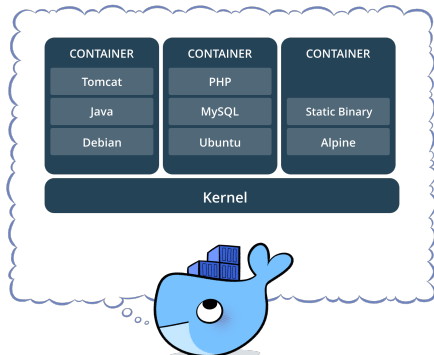 CONTAINER
Tomcat
Java
Debian
CONTAINER
PHP
MySQL
Ubuntu
CONTAINER
Static Binary
Alpine
Kernel